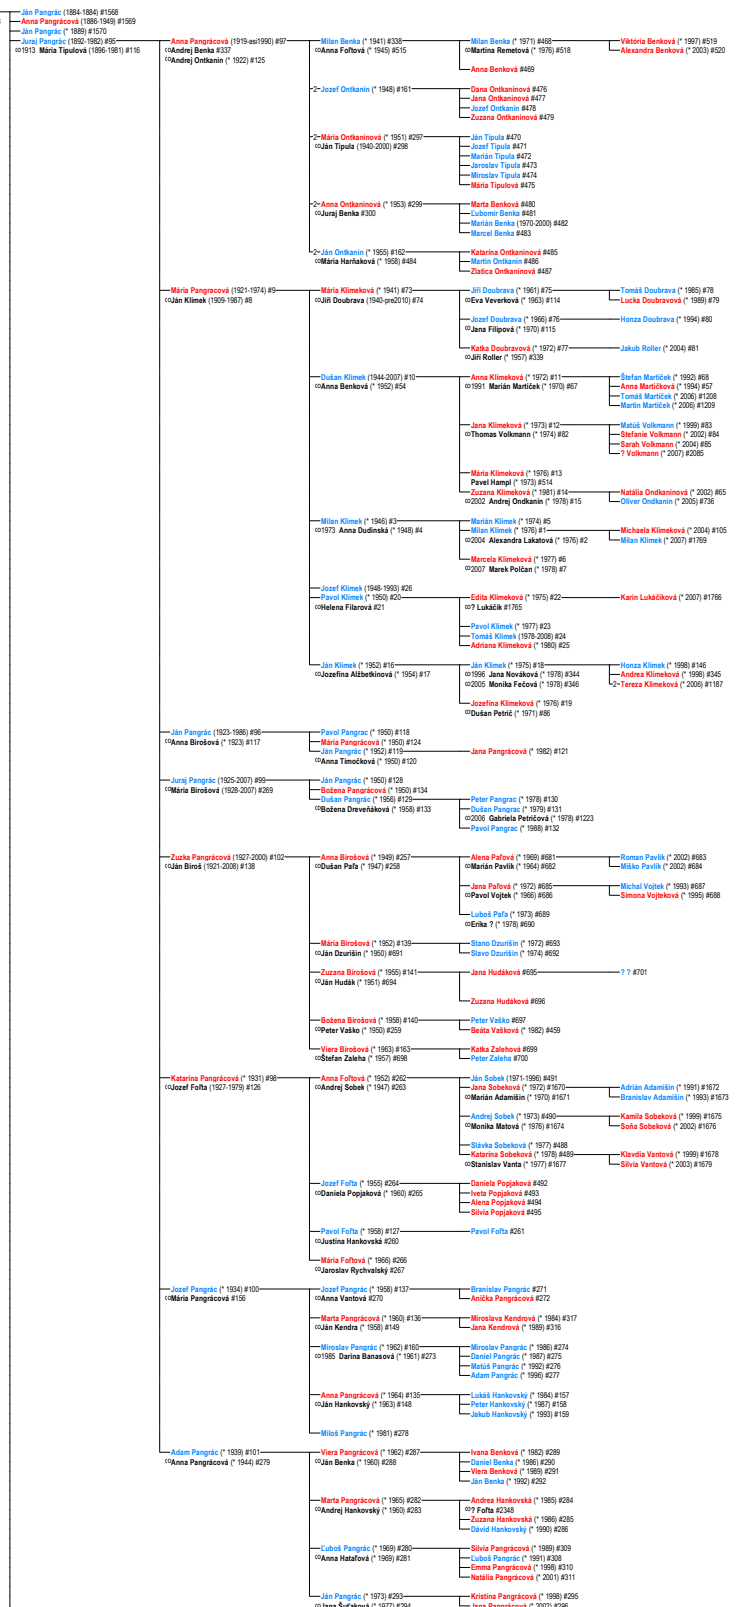 Ján Pangrác (1884-1884) #1568
Anna Pangrácová (1886-1949) #1569
Ján Pangrác (* 1889) #1570
Juraj Pangrác (1892-1982) #95
∞1913 Mária Tipulová (1896-1981) #116
Anna Pangrácová (1919-asi1990) #97
∞Andrej Benka #337
∞Andrej Ontkanin (* 1922) #125
Milan Benka (* 1941) #338
∞Anna Foľtová (* 1945) #515
Milan Benka (* 1971) #468
∞Martina Remetová (* 1976) #518
Viktória Benková (* 1997) #519
Alexandra Benková (* 2003) #520
Anna Benková #469
2 Jozef Ontkanin (* 1948) #161
Dana Ontkaninová #476
Jana Ontkaninová #477
Jozef Ontkanin #478
Zuzana Ontkaninová #479
2 Mária Ontkaninová (* 1951) #297
∞Ján Tipula (1940-2000) #298
Ján Tipula #470
Jozef Tipula #471
Marián Tipula #472
Jaroslav Tipula #473
Miroslav Tipula #474
Mária Tipulová #475
2 Anna Ontkaninová (* 1953) #299
∞Juraj Benka #300
Marta Benková #480
Ľubomír Benka #481
Marián Benka (1970-2000) #482
Marcel Benka #483
2 Ján Ontkanin (* 1955) #162
∞Mária Harňaková (* 1958) #484
Katarína Ontkaninová #485
Martin Ontkanin #486
Zlatica Ontkaninová #487
Mária Pangracová (1921-1974) #9
∞Ján Klimek (1909-1987) #8
Mária Klimeková (* 1941) #73
∞Jiří Doubrava (1940-pre2010) #74
Jiří Doubrava (* 1961) #75
∞Eva Veverková (* 1963) #114
Tomáš Doubrava (* 1985) #78
Lucka Doubravová (* 1989) #79
Jozef Doubrava (* 1966) #76
∞Jana Filipová (* 1970) #115
Honza Doubrava (* 1994) #80
Katka Doubravová (* 1972) #77
∞Jiří Roller (* 1957) #339
Jakub Roller (* 2004) #81
Dušan Klimek (1944-2007) #10
∞Anna Benková (* 1952) #54
Anna Klimeková (* 1972) #11
∞1991 Marián Martiček (* 1970) #67
Štefan Martiček (* 1992) #68
Anna Martičková (* 1994) #57
Tomáš Martiček (* 2006) #1208
Martin Martiček (* 2006) #1209
Jana Klimeková (* 1973) #12
∞Thomas Volkmann (* 1974) #82
Matúš Volkmann (* 1999) #83
Stefanie Volkmann (* 2002) #84
Sarah Volkmann (* 2004) #85
? Volkmann (* 2007) #2085
Mária Klimeková (* 1976) #13
Pavel Hampl (* 1973) #514
Zuzana Klimeková (* 1981) #14
∞2002 Andrej Ondkanin (* 1978) #15
Natália Ondkaninová (* 2002) #65
Oliver Ondkanin (* 2005) #736
Milan Klimek (* 1946) #3
∞1973 Anna Dudinská (* 1948) #4
Marián Klimek (* 1974) #5
Milan Klimek (* 1976) #1
∞2004 Alexandra Lakatová (* 1976) #2
Michaela Klimeková (* 2004) #105
Milan Klimek (* 2007) #1769
Marcela Klimeková (* 1977) #6
∞2007 Marek Polčan (* 1978) #7
Jozef Klimek (1948-1993) #26
Pavol Klimek (* 1950) #20
∞Helena Filarová #21
Edita Klimeková (* 1975) #22
∞? Lukáčik #1765
Karin Lukáčiková (* 2007) #1766
Pavol Klimek (* 1977) #23
Tomáš Klimek (1978-2008) #24
Adriana Klimeková (* 1980) #25
Ján Klimek (* 1952) #16
∞Jozefína Alžbetkinová (* 1954) #17
Ján Klimek (* 1975) #18
∞1996 Jana Nováková (* 1978) #344
∞2005 Monika Fečová (* 1978) #346
Honza Klimek (* 1998) #146
Andrea Klimeková (* 1998) #345
2 Tereza Klimeková (* 2006) #1187
Jozefína Klimeková (* 1976) #19
∞Dušan Petrič (* 1971) #86
Ján Pangrác (1923-1986) #96
∞Anna Birošová (* 1923) #117
Pavol Pangrac (* 1950) #118
Mária Pangrácová (* 1950) #124
Ján Pangrác (* 1952) #119
∞Anna Timočková (* 1950) #120
Jana Pangrácová (* 1982) #121
Juraj Pangrác (1925-2007) #99
∞Mária Birošová (1928-2007) #269
Ján Pangrác (* 1950) #128
Božena Pangrácová (* 1950) #134
Dušan Pangrác (* 1956) #129
∞Božena Dreveňáková (* 1958) #133
Peter Pangrac (* 1978) #130
Dušan Pangrac (* 1979) #131
∞2006 Gabriela Petričová (* 1978) #1223
Pavol Pangrac (* 1988) #132
Zuzka Pangrácová (1927-2000) #102
∞Ján Biroš (1921-2008) #138
Anna Birošová (* 1949) #257
∞Dušan Paľa (* 1947) #258
Alena Paľová (* 1969) #681
∞Marián Pavlík (* 1964) #682
Roman Pavlik (* 2002) #683
Miško Pavlik (* 2002) #684
Jana Paľová (* 1972) #685
∞Pavol Vojtek (* 1966) #686
Michal Vojtek (* 1993) #687
Simona Vojteková (* 1995) #688
Luboš Paľa (* 1973) #689
∞Erika ? (* 1978) #690
Mária Birošová (* 1952) #139
∞Ján Dzurišin (* 1950) #691
Stano Dzurišin (* 1972) #693
Slavo Dzurišin (* 1974) #692
Zuzana Birošová (* 1955) #141
∞Ján Hudák (* 1951) #694
Jana Hudáková #695
? ? #701
Zuzana Hudáková #696
Božena Birošová (* 1958) #140
∞Peter Vaško (* 1950) #259
Peter Vaško #697
Beáta Vašková (* 1982) #459
Viera Birošová (* 1963) #163
∞Štefan Zaleha (* 1957) #698
Katka Zalehová #699
Peter Zaleha #700
Katarína Pangrácová (* 1931) #98
∞Jozef Foľta (1927-1979) #126
Anna Foľtová (* 1952) #262
∞Andrej Sobek (* 1947) #263
Ján Sobek (1971-1996) #491
Jana Sobeková (* 1972) #1670
∞Marián Adamišin (* 1970) #1671
Adrián Adamišin (* 1991) #1672
Branislav Adamišin (* 1993) #1673
Andrej Sobek (* 1973) #490
∞Monika Matová (* 1976) #1674
Kamila Sobeková (* 1999) #1675
Soňa Sobeková (* 2002) #1676
Slávka Sobeková (* 1977) #488
Katarína Sobeková (* 1978) #489
∞Stanislav Vanta (* 1977) #1677
Klavdia Vantová (* 1999) #1678
Silvia Vantová (* 2003) #1679
Jozef Foľta (* 1955) #264
∞Daniela Popjaková (* 1960) #265
Daniela Popjaková #492
Iveta Popjaková #493
Alena Popjaková #494
Silvia Popjaková #495
Pavol Foľta (* 1958) #127
∞Justína Hankovská #260
Pavol Foľta #261
Mária Foľtová (* 1966) #266
∞Jaroslav Rychvalský #267
Jozef Pangrác (* 1934) #100
∞Mária Pangrácová #156
Jozef Pangrác (* 1958) #137
∞Anna Vantová #270
Branislav Pangrác #271
Anička Pangrácová #272
Marta Pangrácová (* 1960) #136
∞Ján Kendra (* 1958) #149
Miroslava Kendrová (* 1984) #317
Jana Kendrová (* 1989) #316
Miroslav Pangrác (* 1962) #160
∞1985 Darina Banasová (* 1961) #273
Miroslav Pangrác (* 1986) #274
Daniel Pangrác (* 1987) #275
Matúš Pangrác (* 1992) #276
Adam Pangrác (* 1996) #277
Anna Pangrácová (* 1964) #135
∞Ján Hankovský (* 1963) #148
Lukáš Hankovský (* 1984) #157
Peter Hankovský (* 1987) #158
Jakub Hankovský (* 1993) #159
Miloš Pangrác (* 1981) #278
Adam Pangrác (* 1939) #101
∞Anna Pangrácová (* 1944) #279
Viera Pangrácová (* 1962) #287
∞Ján Benka (* 1960) #288
Ivana Benková (* 1982) #289
Daniel Benka (* 1986) #290
Viera Benková (* 1989) #291
Ján Benka (* 1992) #292
Marta Pangrácová (* 1965) #282
∞Andrej Hankovský (* 1960) #283
Andrea Hankovská (* 1985) #284
∞? Foľta #2348
Zuzana Hankovská (* 1986) #285
Dávid Hankovský (* 1990) #286
Ľuboš Pangrác (* 1969) #280
∞Anna Hataľová (* 1969) #281
Silvia Pangrácová (* 1989) #309
Ľuboš Pangrác (* 1991) #308
Emma Pangrácová (* 1998) #310
Natália Pangrácová (* 2001) #311
Ján Pangrác (* 1973) #293
∞Jana Šuťaková (* 1977) #294
Kristína Pangrácová (* 1998) #295
Jana Pangrácová (* 2002) #296